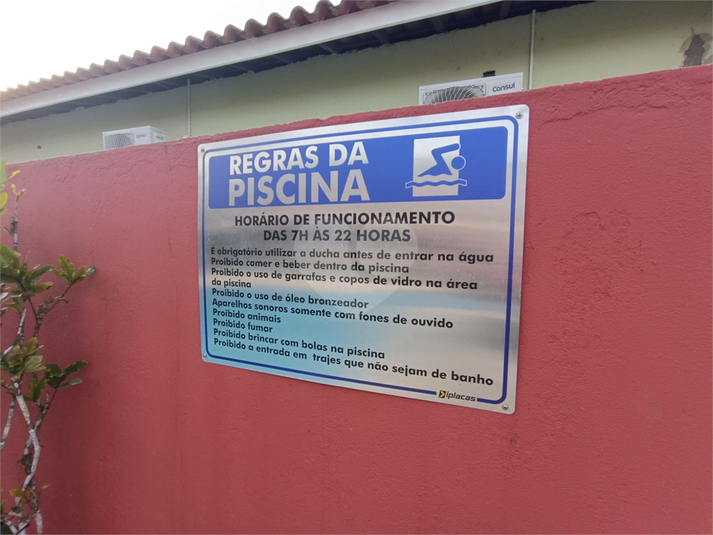 Consul
REGRAS DA
PISCINA
HORÁRIO DE FUNCIONAMENTO
DAS 7H ÀS 22 HORAS
É obrigatório utilizar a ducha antes de entrar na água
Proibido comer e beber dentro da piscina
Proibido o uso de garrafas e copos de vidro na área
da piscina
Proibido o uso de óleo bronzeador
Aparelhos sonoros somente com fones de ouvido
Proibido animais
Proibido fumar
Proibido brincar com bolas na piscina
Proibido a entrada em trajes que não sejam de banho
iplacas